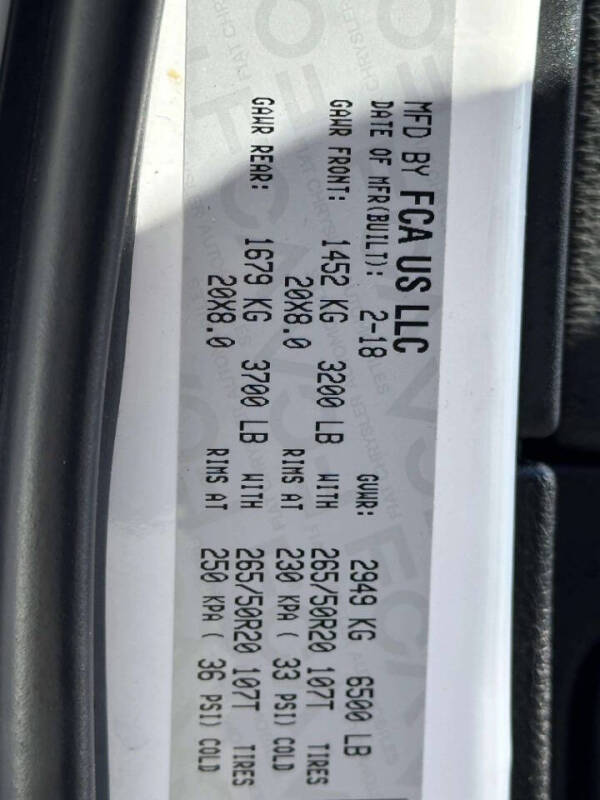 MFD BY FCA US LLC
DATE OF MFR(BUILT): 2-18 GVWR: 2949 KG 6500 LB
GAWR FRONT: 1452 KG 3200 LB WITH 265/50R20 107T TIRES
20X8.0 RIMS AT 230 KPA ( 33 PSI) COLD
GAWR REAR: 1679 KG 3700 LB WITH 265/50R20 107T TIRES
20X8.0 RIMS AT 250 KPA ( 36 PSI) COLD